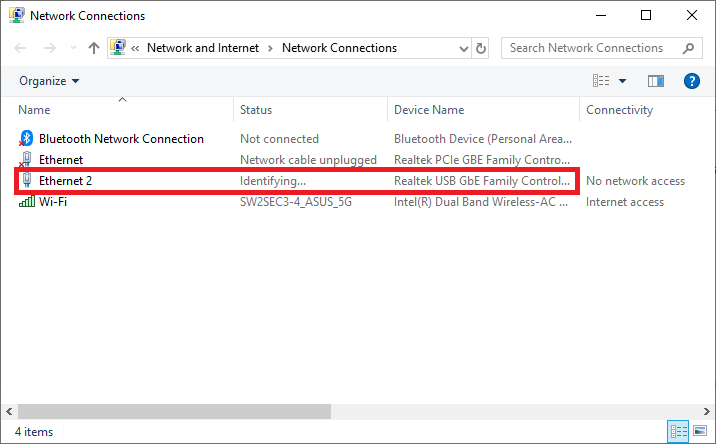 Network Connections
« Network and Internet > Network Connections
Search Network Connections
Organize
?
Name Status Device Name Connectivity
Bluetooth Network Connection Not connected Bluetooth Device (Personal Area...
Ethernet Network cable unplugged Realtek PCIe GBE Family Contro...
Ethernet 2 Identifying... Realtek USB GbE Family Control... No network access
Wi-Fi SW2SEC3-4_ASUS_5G Intel(R) Dual Band Wireless-AC ... Internet access
4 items